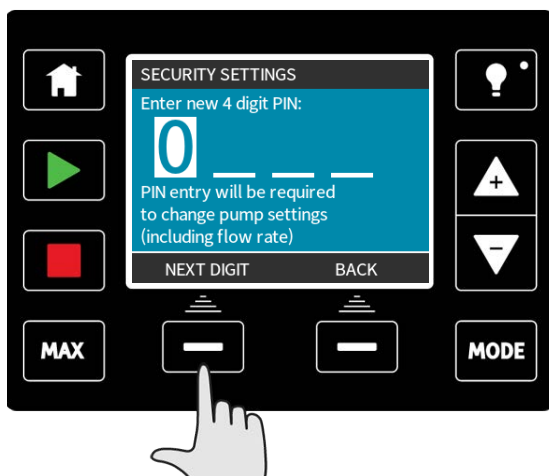 SECURITY SETTINGS
Enter new 4 digit PIN:
0 _ _ _
PIN entry will be required
to change pump settings
(including flow rate)
NEXT DIGIT BACK
+
−
MAX
MODE